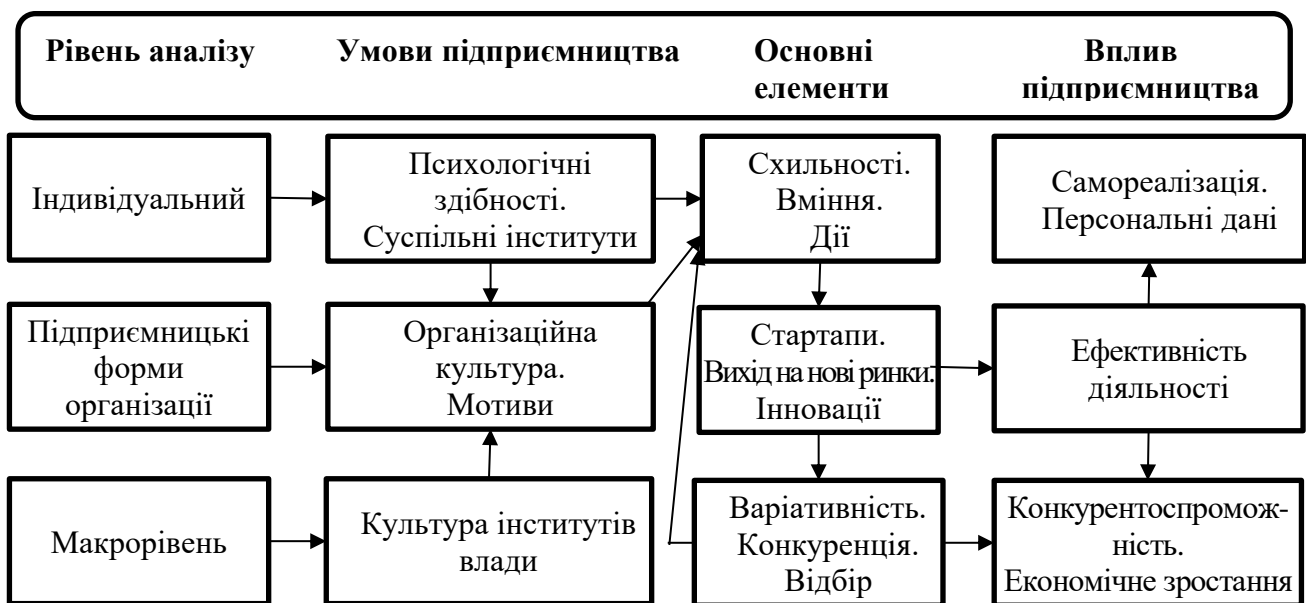 Рівень аналізу
Умови підприємництва
Основні
елементи
Вплив
підприємництва
Індивідуальний
Психологічні
здібності.
Суспільні інститути
Схильності.
Вміння.
Дії
Самореалізація.
Персональні дані
Підприємницькі
форми
організації
Організаційна
культура.
Мотиви
Стартапи.
Вихід на нові ринки.
Інновації
Ефективність
діяльності
Макрорівень
Культура інститутів
влади
Варіативність.
Конкуренція.
Відбір
Конкурентоспромож-
ність.
Економічне зростання